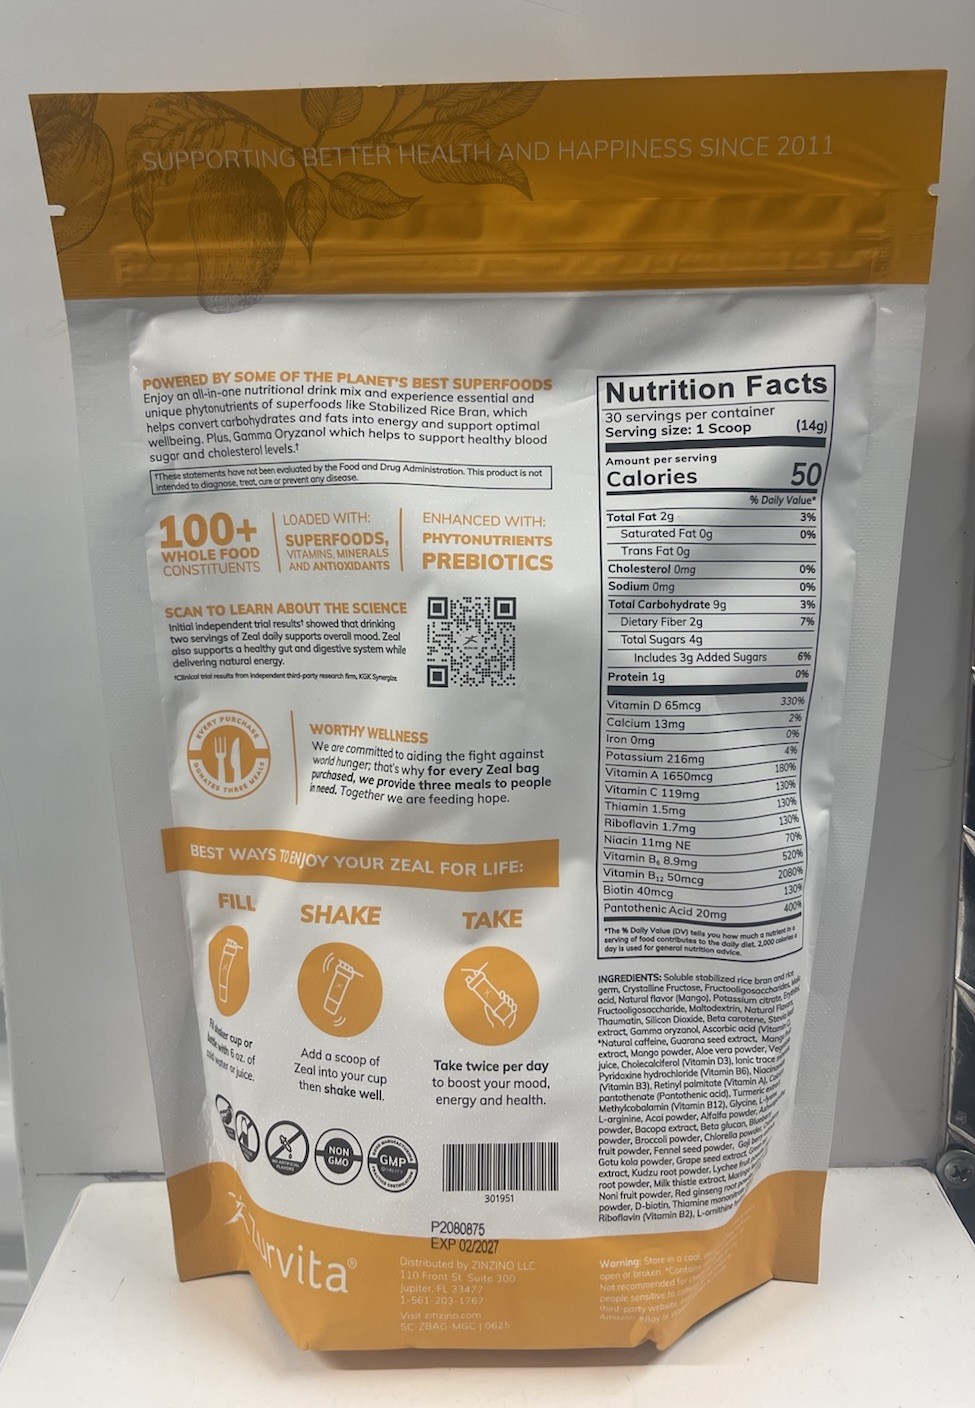 SUPPORTING BETTER HEALTH AND HAPPINESS SINCE 2011
POWERED BY SOME OF THE PLANET'S BEST SUPERFOODS
Enjoy an all-in-one nutritional drink mix and experience essential and
unique phytonutrients of superfoods like Stabilized Rice Bran, which
helps convert carbohydrates and fats into energy and support optimal
wellbeing. Plus, Gamma Oryzanol which helps to support healthy blood
sugar and cholesterol levels.†
†These statements have not been evaluated by the Food and Drug Administration. This product is not
intended to diagnose, treat, cure or prevent any disease.
100+
WHOLE FOOD
CONSTITUENTS
LOADED WITH:
SUPERFOODS,
VITAMINS, MINERALS
AND ANTIOXIDANTS
ENHANCED WITH:
PHYTONUTRIENTS
PREBIOTICS
SCAN TO LEARN ABOUT THE SCIENCE
Initial independent trial results† showed that drinking
two servings of Zeal daily supports overall mood. Zeal
also supports a healthy gut and digestive system while
delivering natural energy.
†Clinical trial results from independent third-party research firm, KGK Synergize.
EVERY PURCHASE
DONATES THREE MEALS
WORTHY WELLNESS
We are committed to aiding the fight against
world hunger; that's why for every Zeal bag
purchased, we provide three meals to people
in need. Together we are feeding hope.
BEST WAYS TO ENJOY YOUR ZEAL FOR LIFE:
FILL
SHAKE
TAKE
Fill shaker cup or
bottle with 6 oz. of
cold water or juice.
Add a scoop of
Zeal into your cup
then shake well.
Take twice per day
to boost your mood,
energy and health.
NO ARTIFICIAL
FLAVORS
NON
GMO
GOOD MANUFACTURING
GMP
QUALITY
PRACTICE CERTIFICATION
301951
P2080875
EXP 02/2027
Zurvita®
Distributed by ZINZINO LLC
110 Front St. Suite 300
Jupiter, FL 33477
1-561-203-1767
Visit zinzino.com
SC-ZBAG-MGC | 0625
Nutrition Facts
30 servings per container
Serving size: 1 Scoop (14g)
Amount per serving
Calories 50
% Daily Value*
Total Fat 2g 3%
Saturated Fat 0g 0%
Trans Fat 0g
Cholesterol 0mg 0%
Sodium 0mg 0%
Total Carbohydrate 9g 3%
Dietary Fiber 2g 7%
Total Sugars 4g
Includes 3g Added Sugars 6%
Protein 1g 0%
Vitamin D 65mcg 330%
Calcium 13mg 2%
Iron 0mg 0%
Potassium 216mg 4%
Vitamin A 1650mcg 180%
Vitamin C 119mg 130%
Thiamin 1.5mg 130%
Riboflavin 1.7mg 130%
Niacin 11mg NE 70%
Vitamin B6 8.9mg 520%
Vitamin B12 50mcg 2080%
Biotin 40mcg 130%
Pantothenic Acid 20mg 400%
*The % Daily Value (DV) tells you how much a nutrient in a
serving of food contributes to the daily diet. 2,000 calories a
day is used for general nutrition advice.
INGREDIENTS: Soluble stabilized rice bran and rice
germ, Crystalline Fructose, Fructooligosaccharides, Malic
acid, Natural flavor (Mango), Potassium citrate,
Fructooligosaccharide, Maltodextrin, Natural Flavors,
Thaumatin, Silicon Dioxide, Beta carotene, Stevia leaf
extract, Gamma oryzanol, Ascorbic acid (Vitamin
*Natural caffeine, Guarana seed extract,
extract, Mango powder, Aloe vera powder,
juice, Cholecalciferol (Vitamin D3), Ionic trace
Pyridoxine hydrochloride (Vitamin B6),
(Vitamin B3), Retinyl palmitate (Vitamin A),
pantothenate (Pantothenic acid), Turmeric
Methylcobalamin (Vitamin B12), Glycine,
L-arginine, Acai powder, Alfalfa powder,
powder, Bacopa extract, Beta glucan,
powder, Broccoli powder, Chlorella powder,
fruit powder, Fennel seed powder, Goji
Gotu kola powder, Grape seed extract,
extract, Kudzu root powder, Lychee fruit
root powder, Milk thistle extract,
Noni fruit powder, Red ginseng root
powder, D-biotin, Thiamine
Riboflavin (Vitamin B2), L-ornithine
Warning: Store in a cool
open or broken.
Not recommended for
people sensitive to
third-party website